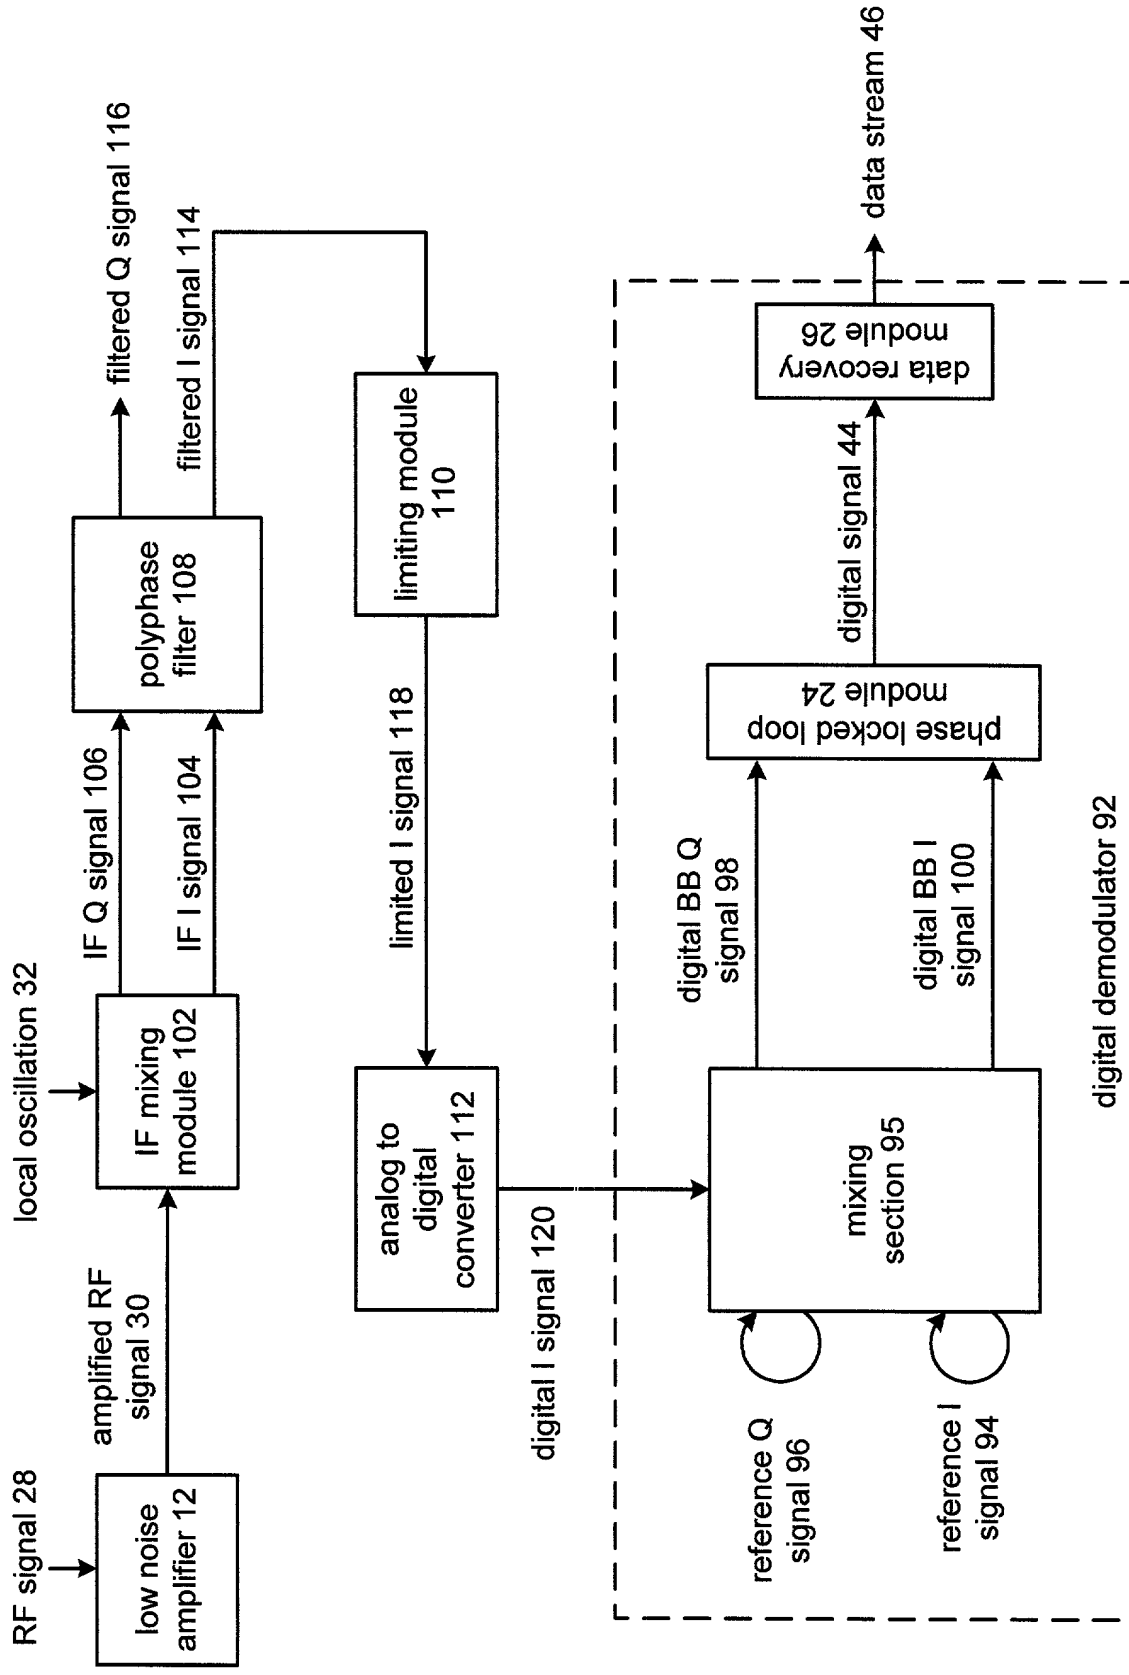 RF signal 28
low noise
amplifier 12
amplified RF
signal 30
local oscillation 32
IF mixing
module 102
IF Q signal 106
IF I signal 104
polyphase
filter 108
filtered Q signal 116
filtered I signal 114
limiting module
110
limited I signal 118
analog to
digital
converter 112
digital I signal 120
reference Q
signal 96
reference I
signal 94
mixing
section 95
digital BB Q
signal 98
digital BB I
signal 100
phase locked loop
module 24
digital signal 44
data recovery
module 26
data stream 46
digital demodulator 92